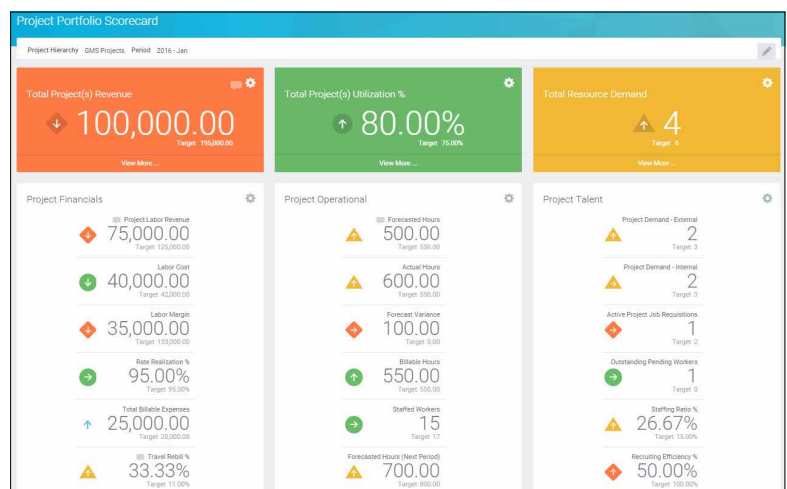 Project Portfolio Scorecard
Project Hierarchy GMS Projects Period 2016 - Jan
Total Project(s) Revenue
100,000.00
Target 195,000.00
View More ...
Total Project(s) Utilization %
80.00%
Target 75.00%
View More ...
Total Resource Demand
4
Target 6
View More ...
Project Financials
Project Labor Revenue
75,000.00
Target 125,000.00
Labor Cost
40,000.00
Target 42,000.00
Labor Margin
35,000.00
Target 133,000.00
Rate Realization %
95.00%
Target 95.00%
Total Billable Expenses
25,000.00
Target 20,000.00
Travel Rebill %
33.33%
Target 11.00%
Project Operational
Forecasted Hours
500.00
Target 550.00
Actual Hours
600.00
Target 550.00
Forecast Variance
100.00
Target 0.00
Billable Hours
550.00
Target 550.00
Staffed Workers
15
Target 17
Forecasted Hours (Next Period)
700.00
Target 800.00
Project Talent
Project Demand - External
2
Target 3
Project Demand - Internal
2
Target 3
Active Project Job Requisitions
1
Target 2
Outstanding Pending Workers
1
Target 0
Staffing Ratio %
26.67%
Target 15.00%
Recruiting Efficiency %
50.00%
Target 100.00%